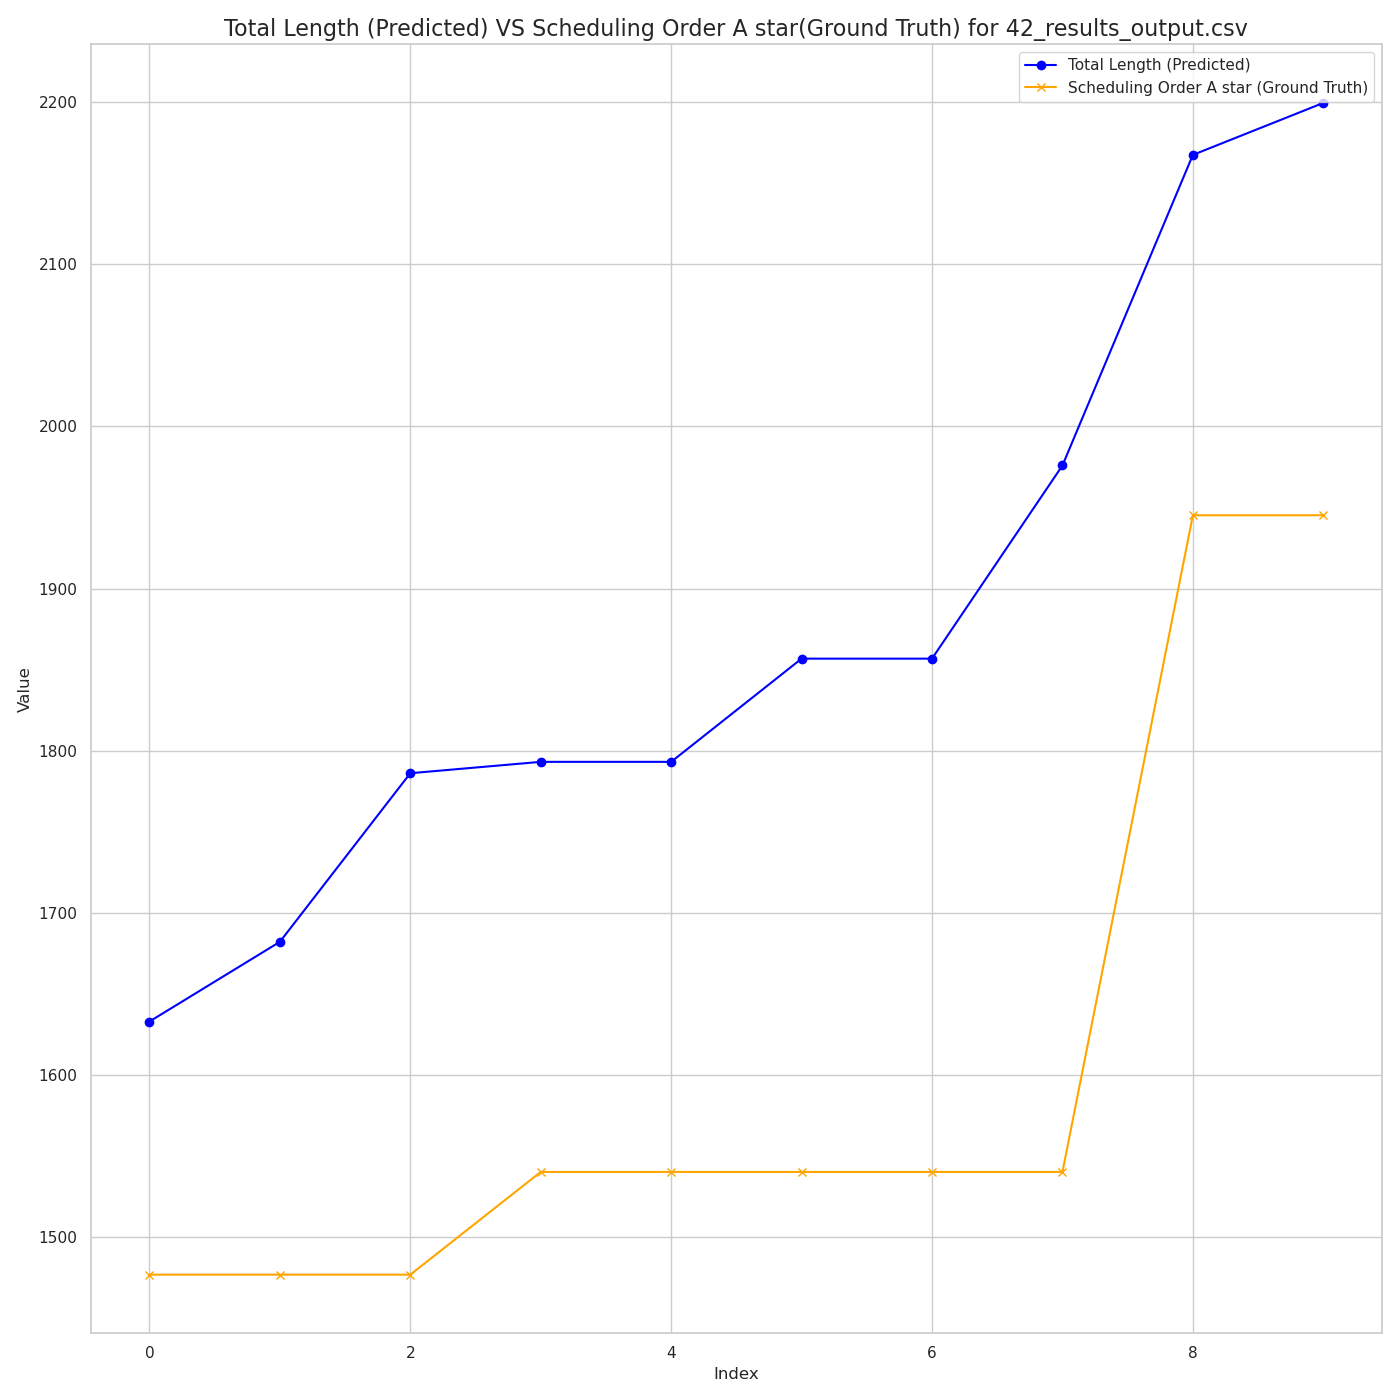 Total Length (Predicted) VS Scheduling Order A star(Ground Truth) for 42_results_output.csv
Total Length (Predicted)
Scheduling Order A star (Ground Truth)
2200
2100
2000
1900
1800
1700
1600
1500
Value
0 2 4 6 8
Index